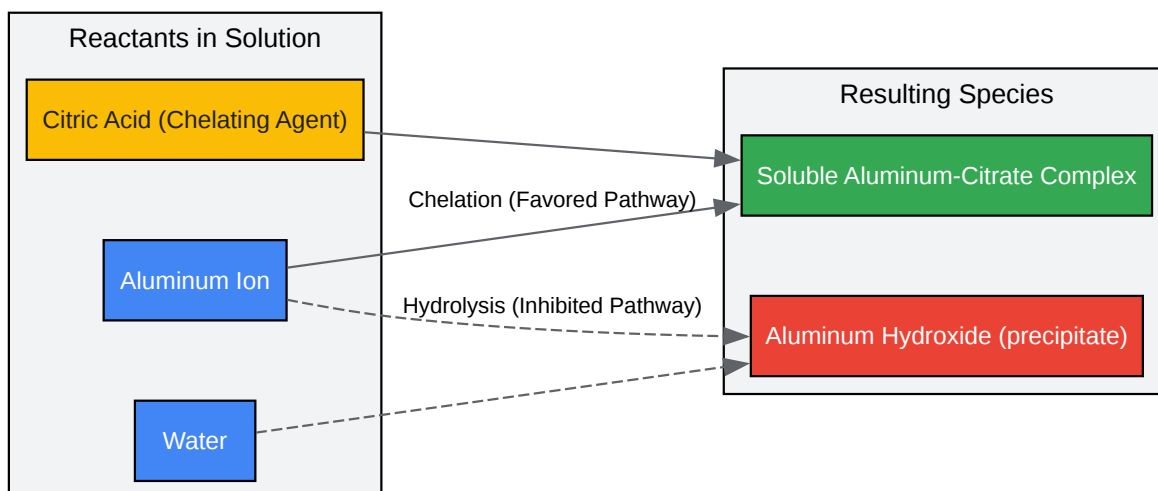 Reactants in Solution
Citric Acid (Chelating Agent)
Aluminum Ion
Water
Chelation (Favored Pathway)
Hydrolysis (Inhibited Pathway)
Resulting Species
Soluble Aluminum-Citrate Complex
Aluminum Hydroxide (precipitate)